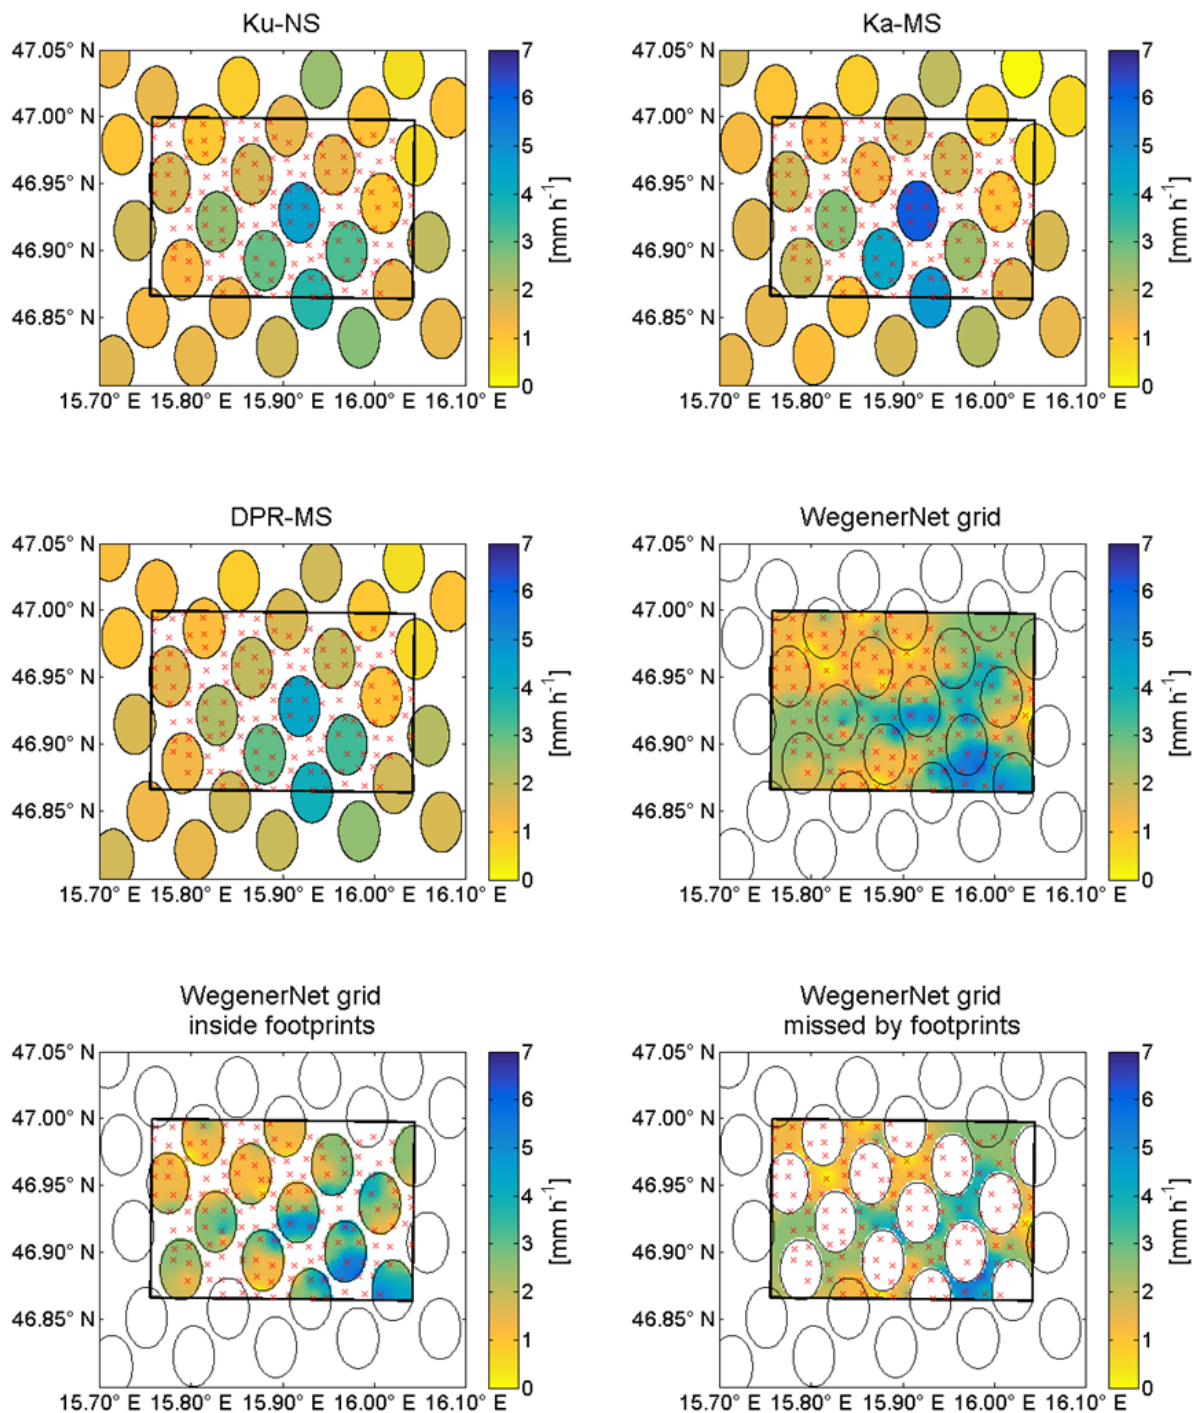 Ku-NS
47.05° N
47.00° N
46.95° N
46.90° N
46.85° N
15.70° E 15.80° E 15.90° E 16.00° E 16.10° E
7
6
5
4
3
2
1
0
[mm h-1]
Ka-MS
47.05° N
47.00° N
46.95° N
46.90° N
46.85° N
15.70° E 15.80° E 15.90° E 16.00° E 16.10° E
7
6
5
4
3
2
1
0
[mm h-1]
DPR-MS
47.05° N
47.00° N
46.95° N
46.90° N
46.85° N
15.70° E 15.80° E 15.90° E 16.00° E 16.10° E
7
6
5
4
3
2
1
0
[mm h-1]
WegenerNet grid
47.05° N
47.00° N
46.95° N
46.90° N
46.85° N
15.70° E 15.80° E 15.90° E 16.00° E 16.10° E
7
6
5
4
3
2
1
0
[mm h-1]
WegenerNet grid
inside footprints
47.05° N
47.00° N
46.95° N
46.90° N
46.85° N
15.70° E 15.80° E 15.90° E 16.00° E 16.10° E
7
6
5
4
3
2
1
0
[mm h-1]
WegenerNet grid
missed by footprints
47.05° N
47.00° N
46.95° N
46.90° N
46.85° N
15.70° E 15.80° E 15.90° E 16.00° E 16.10° E
7
6
5
4
3
2
1
0
[mm h-1]